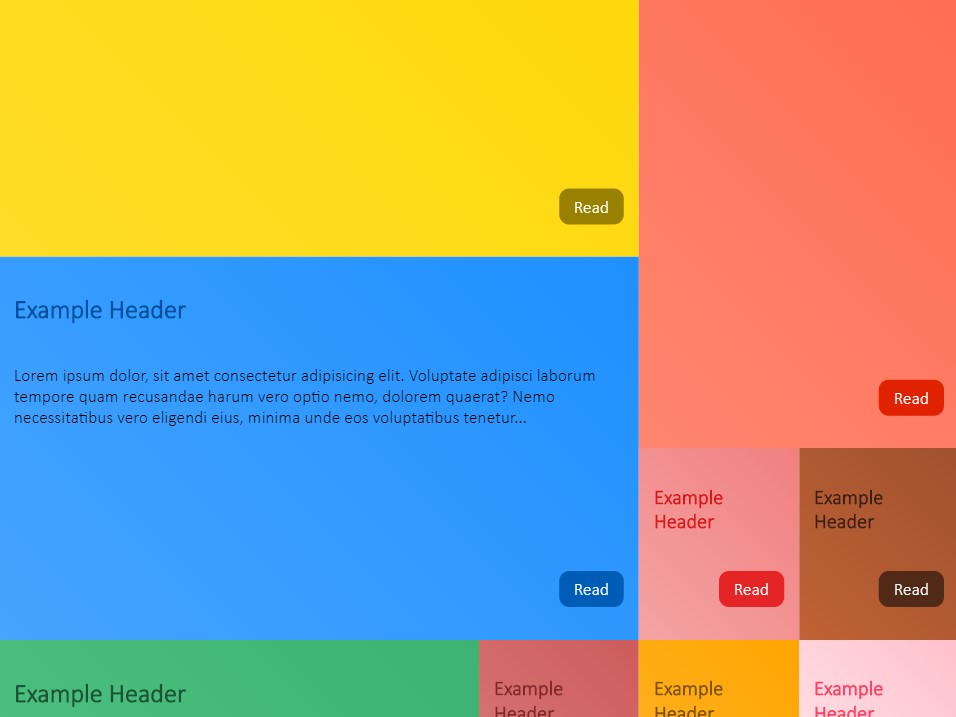 Read
Example Header
Lorem ipsum dolor, sit amet consectetur adipisicing elit. Voluptate adipisci laborum
tempore quam recusandae harum vero optio nemo, dolorem quaerat? Nemo
necessitatibus vero eligendi eius, minima unde eos voluptatibus tenetur...
Read
Read
Example
Header
Read
Example
Header
Read
Example Header
Example
Header
Example
Header
Example
Header